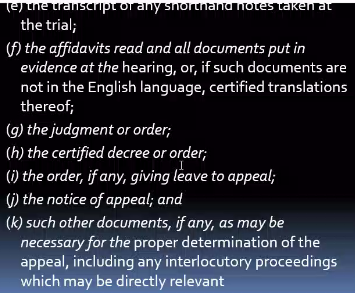 (e) the transcript of any shorthand notes taken at
the trial;
(f) the affidavits read and all documents put in
evidence at the hearing, or, if such documents are
not in the English language, certified translations
thereof;
(g) the judgment or order;
(h) the certified decree or order;
(i) the order, if any, giving leave to appeal;
(j) the notice of appeal; and
(k) such other documents, if any, as may be
necessary for the proper determination of the
appeal, including any interlocutory proceedings
which may be directly relevant